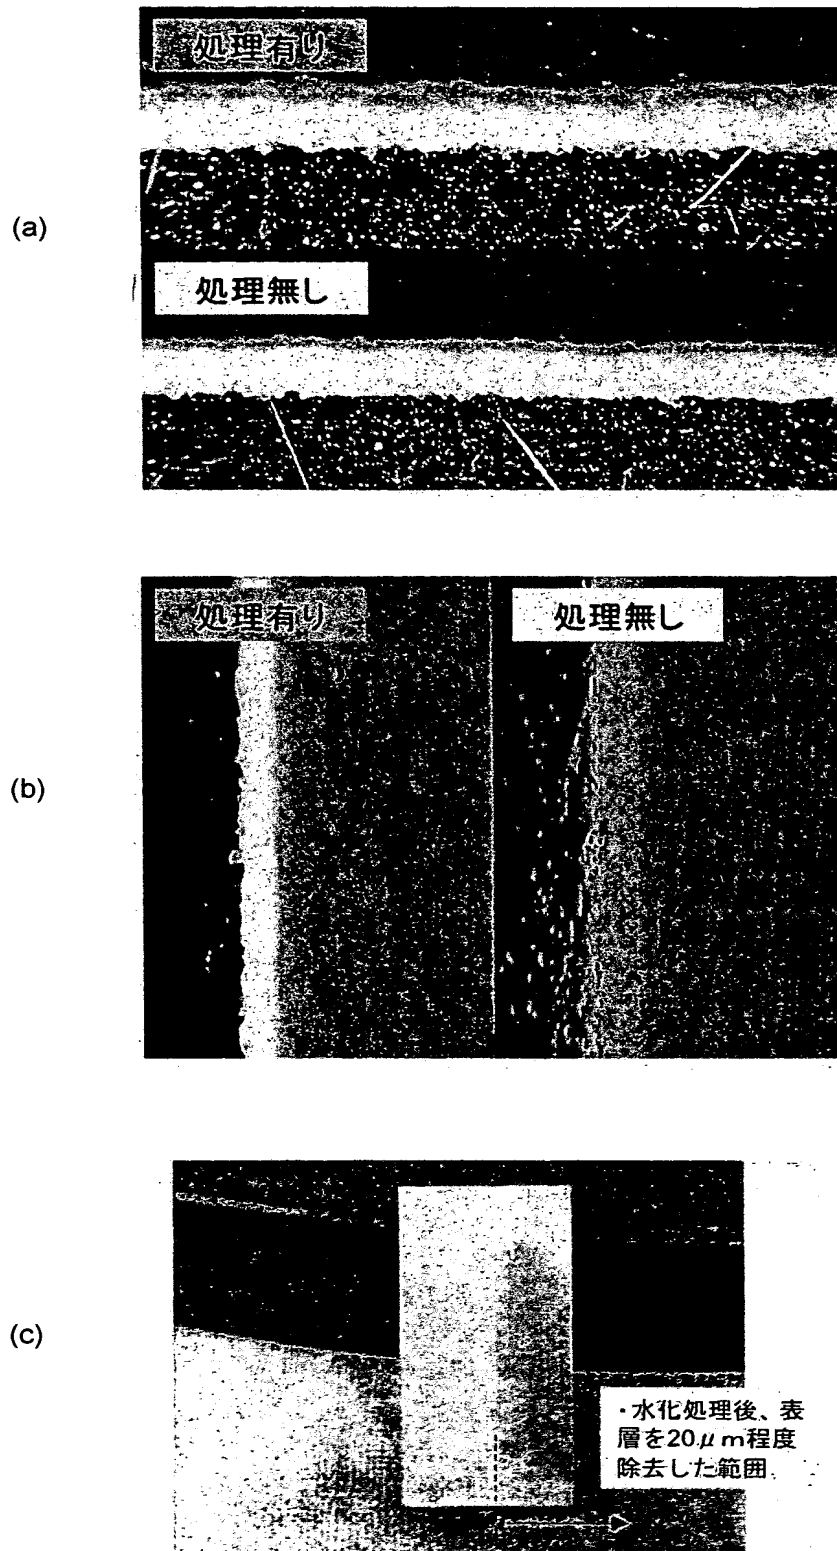 (a)
処理有り
処理無し
(b)
処理有り
処理無し
(c)
・水化処理後、表
層を20μm程度
除去した範囲